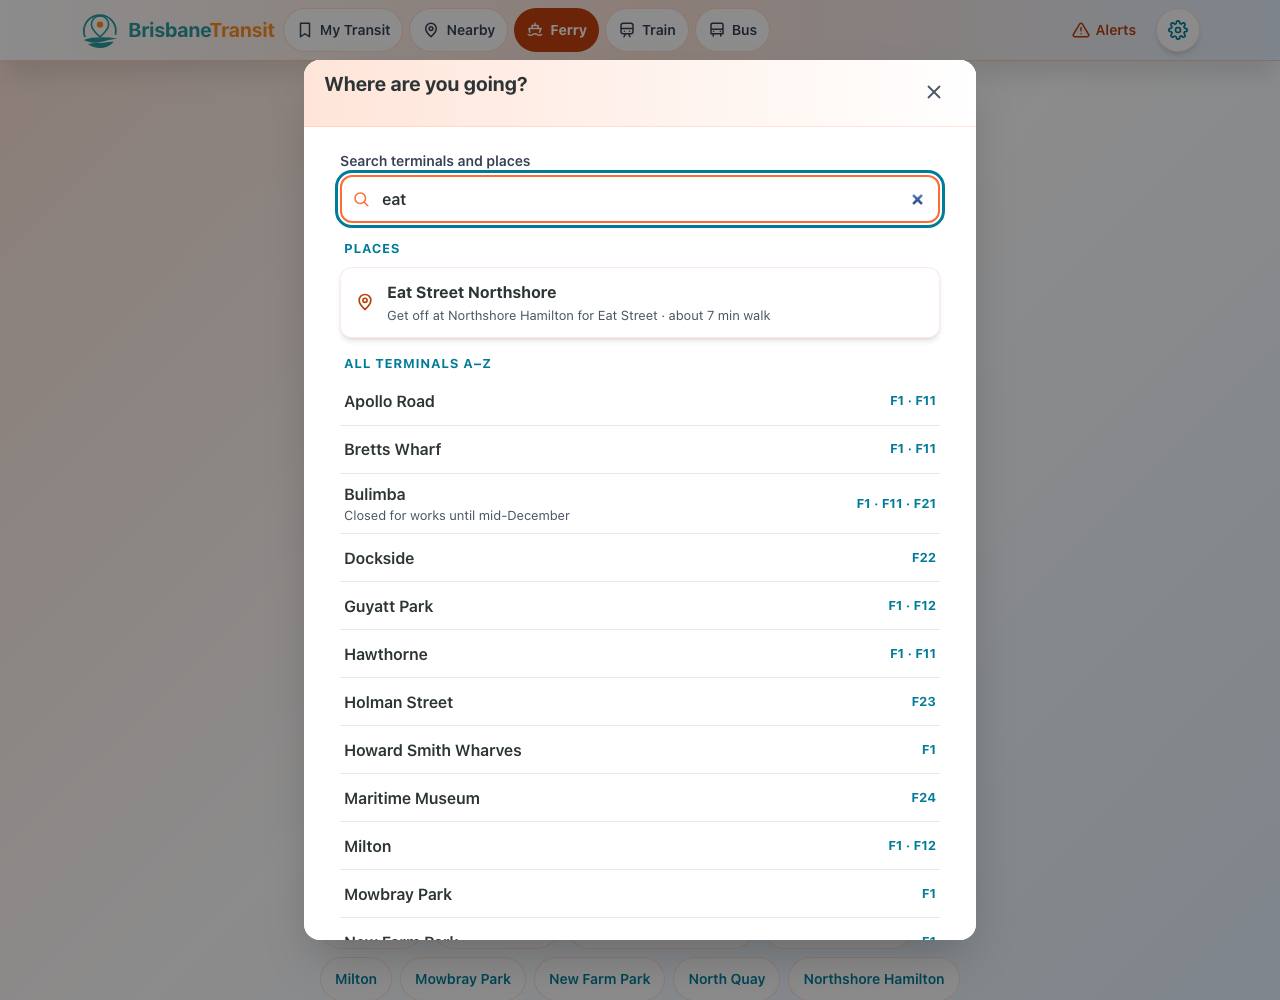 BrisbaneTransit My Transit Nearby Ferry Train Bus Alerts
Where are you going?
Search terminals and places
eat
PLACES
Eat Street Northshore
Get off at Northshore Hamilton for Eat Street · about 7 min walk
ALL TERMINALS A–Z
Apollo Road F1 · F11
Bretts Wharf F1 · F11
Bulimba F1 · F11 · F21
Closed for works until mid-December
Dockside F22
Guyatt Park F1 · F12
Hawthorne F1 · F11
Holman Street F23
Howard Smith Wharves F1
Maritime Museum F24
Milton F1 · F12
Mowbray Park F1
New Farm Park F1
Milton Mowbray Park New Farm Park North Quay Northshore Hamilton